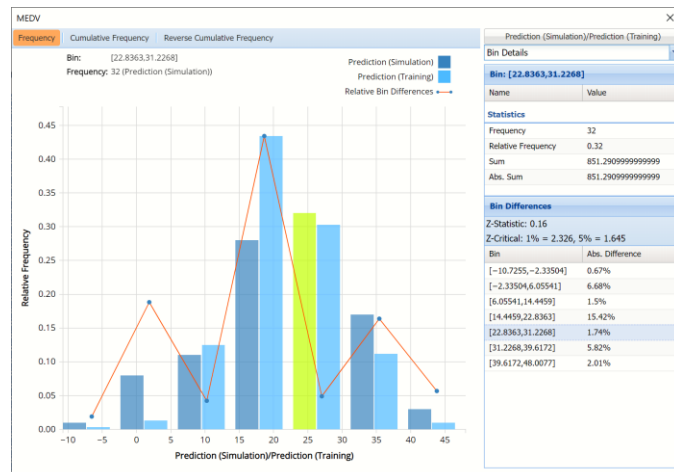 MEDV
Frequency Cumulative Frequency Reverse Cumulative Frequency
Bin: [22.8363,31.2268]
Frequency: 32 (Prediction (Simulation))
Prediction (Simulation)
Prediction (Training)
Relative Bin Differences
Relative Frequency
0.45
0.40
0.35
0.30
0.25
0.20
0.15
0.10
0.05
0.00
−10 −5 0 5 10 15 20 25 30 35 40 45
Prediction (Simulation)/Prediction (Training)
Prediction (Simulation)/Prediction (Training)
Bin Details
Bin: [22.8363,31.2268]
Name Value
Statistics
Frequency 32
Relative Frequency 0.32
Sum 851.2909999999999
Abs. Sum 851.2909999999999
Bin Differences
Z-Statistic: 0.16
Z-Critical: 1% = 2.326, 5% = 1.645
Bin Abs. Difference
[−10.7255,−2.33504] 0.67%
[−2.33504,6.05541] 6.68%
[6.05541,14.4459] 1.5%
[14.4459,22.8363] 15.42%
[22.8363,31.2268] 1.74%
[31.2268,39.6172] 5.82%
[39.6172,48.0077] 2.01%